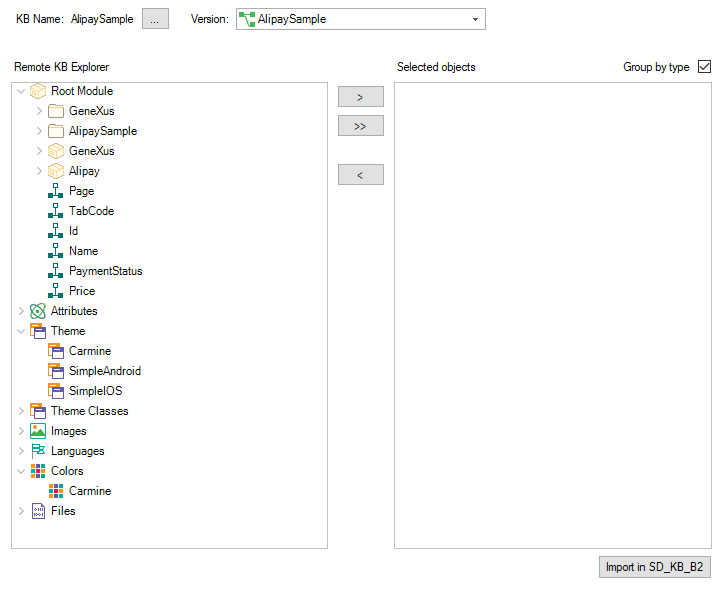 KB Name: AlipaySample ... Version: AlipaySample
Remote KB Explorer Selected objects Group by type
Root Module
GeneXus
AlipaySample
GeneXus
Alipay
Page
TabCode
Id
Name
PaymentStatus
Price
Attributes
Theme
Carmine
SimpleAndroid
SimpleIOS
Theme Classes
Images
Languages
Colors
Carmine
Files
>
>>
<
Import in SD_KB_B2